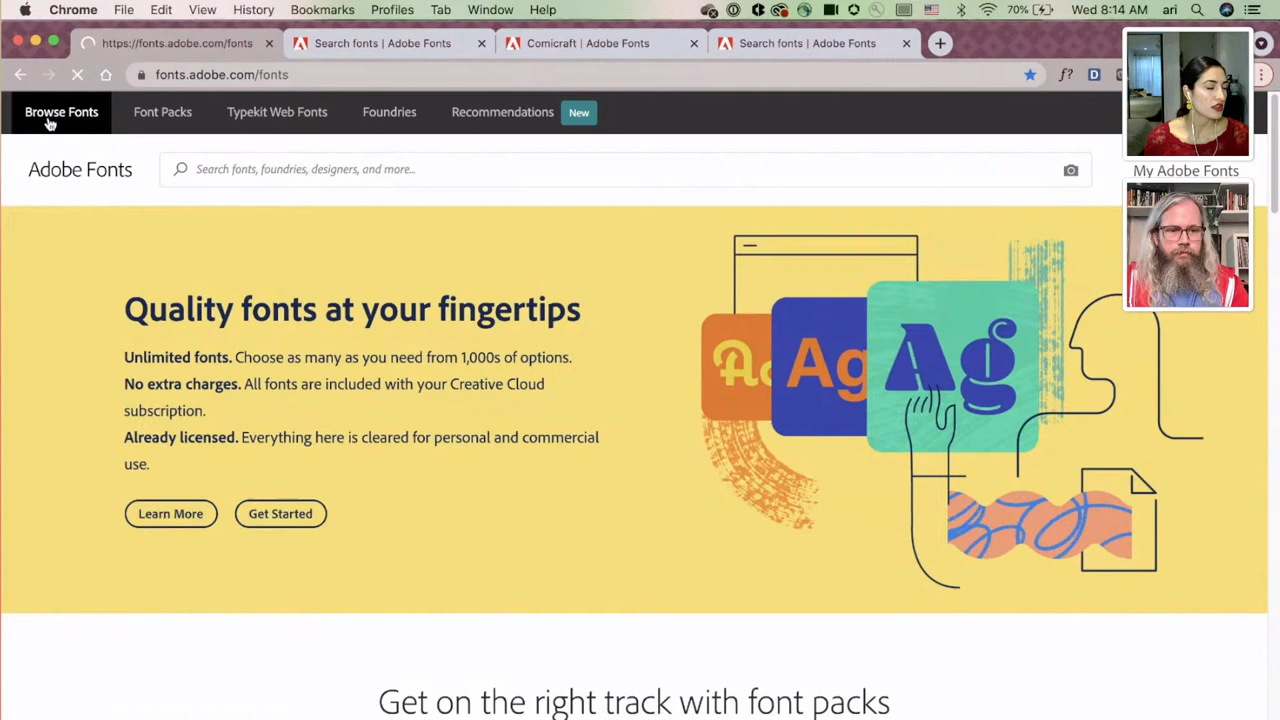 Chrome File Edit View History Bookmarks Profiles Tab Window Help 70% Wed 8:14 AM ari
https://fonts.adobe.com/fonts × Search fonts | Adobe Fonts × Comicraft | Adobe Fonts × Search fonts | Adobe Fonts × +
fonts.adobe.com/fonts f? D
Browse Fonts Font Packs Typekit Web Fonts Foundries Recommendations New
My Adobe Fonts
Adobe Fonts Search fonts, foundries, designers, and more...
Quality fonts at your fingertips
Unlimited fonts. Choose as many as you need from 1,000s of options.
No extra charges. All fonts are included with your Creative Cloud
subscription.
Already licensed. Everything here is cleared for personal and commercial
use.
Learn More Get Started
Ag Ag
Get on the right track with font packs